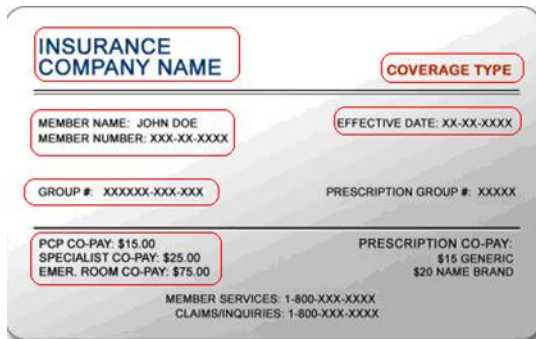 INSURANCE
COMPANY NAME
COVERAGE TYPE
MEMBER NAME: JOHN DOE
MEMBER NUMBER: XXX-XX-XXXX
EFFECTIVE DATE: XX-XX-XXXX
GROUP #: XXXXXX-XXX-XXX
PRESCRIPTION GROUP #: XXXXX
PCP CO-PAY: $15.00
SPECIALIST CO-PAY: $25.00
EMER. ROOM CO-PAY: $75.00
PRESCRIPTION CO-PAY:
$15 GENERIC
$20 NAME BRAND
MEMBER SERVICES: 1-800-XXX-XXXX
CLAIMS/INQUIRIES: 1-800-XXX-XXXX